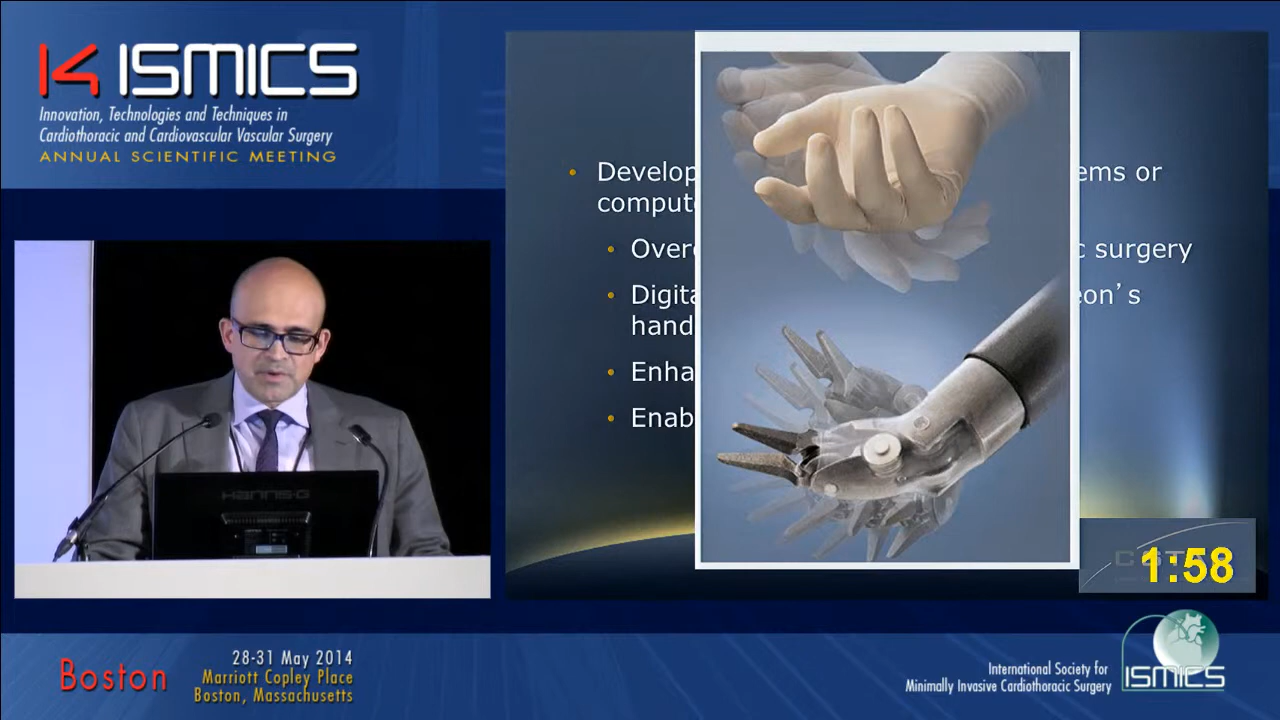 14 ISMICS
Innovation, Technologies and Techniques in
Cardiothoracic and Cardiovascular Vascular Surgery
ANNUAL SCIENTIFIC MEETING
Develop ems or
compute
Overc c surgery
Digita eon's
hand
Enha
Enab
HANNS-G
1:58
Boston
28-31 May 2014
Marriott Copley Place
Boston, Massachusetts
International Society for
Minimally Invasive Cardiothoracic Surgery
ISMICS